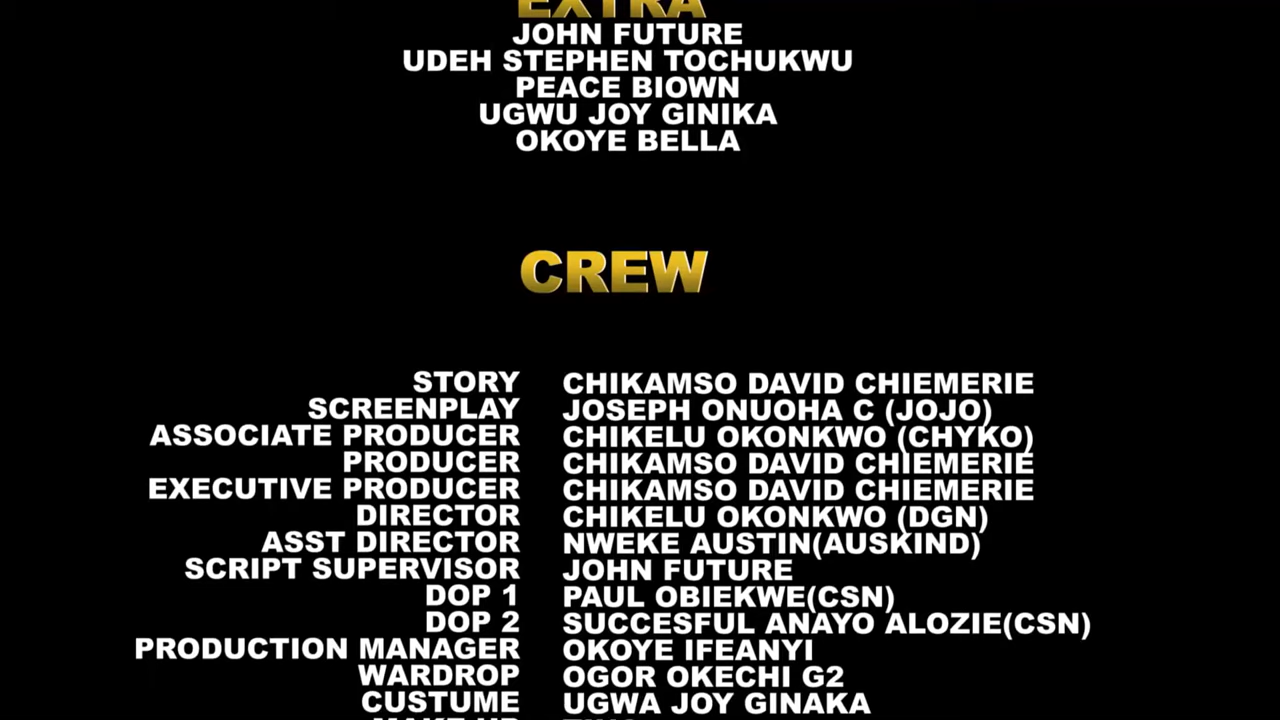 EXTRA
JOHN FUTURE
UDEH STEPHEN TOCHUKWU
PEACE BIOWN
UGWU JOY GINIKA
OKOYE BELLA
CREW
STORY CHIKAMSO DAVID CHIEMERIE
SCREENPLAY JOSEPH ONUOHA C (JOJO)
ASSOCIATE PRODUCER CHIKELU OKONKWO (CHYKO)
PRODUCER CHIKAMSO DAVID CHIEMERIE
EXECUTIVE PRODUCER CHIKAMSO DAVID CHIEMERIE
DIRECTOR CHIKELU OKONKWO (DGN)
ASST DIRECTOR NWEKE AUSTIN(AUSKIND)
SCRIPT SUPERVISOR JOHN FUTURE
DOP 1 PAUL OBIEKWE(CSN)
DOP 2 SUCCESFUL ANAYO ALOZIE(CSN)
PRODUCTION MANAGER OKOYE IFEANYI
WARDROP OGOR OKECHI G2
CUSTUME UGWA JOY GINAKA
MAKE UP